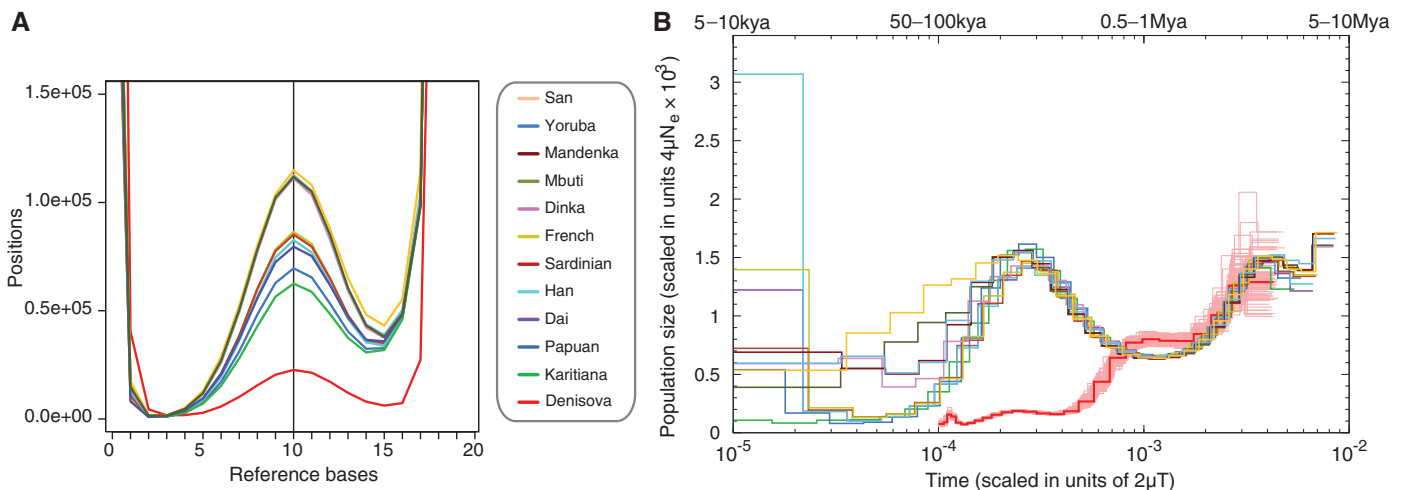 A
1.5e+05
1.0e+05
0.5e+05
0.0e+00
Positions
0 5 10 15 20
Reference bases
San
Yoruba
Mandenka
Mbuti
Dinka
French
Sardinian
Han
Dai
Papuan
Karitiana
Denisova
B
5–10kya 50–100kya 0.5–1Mya 5–10Mya
Population size (scaled in units 4μNe × 10³)
3
2.5
2
1.5
1
0.5
0
10⁻⁵ 10⁻⁴ 10⁻³ 10⁻²
Time (scaled in units of 2μT)